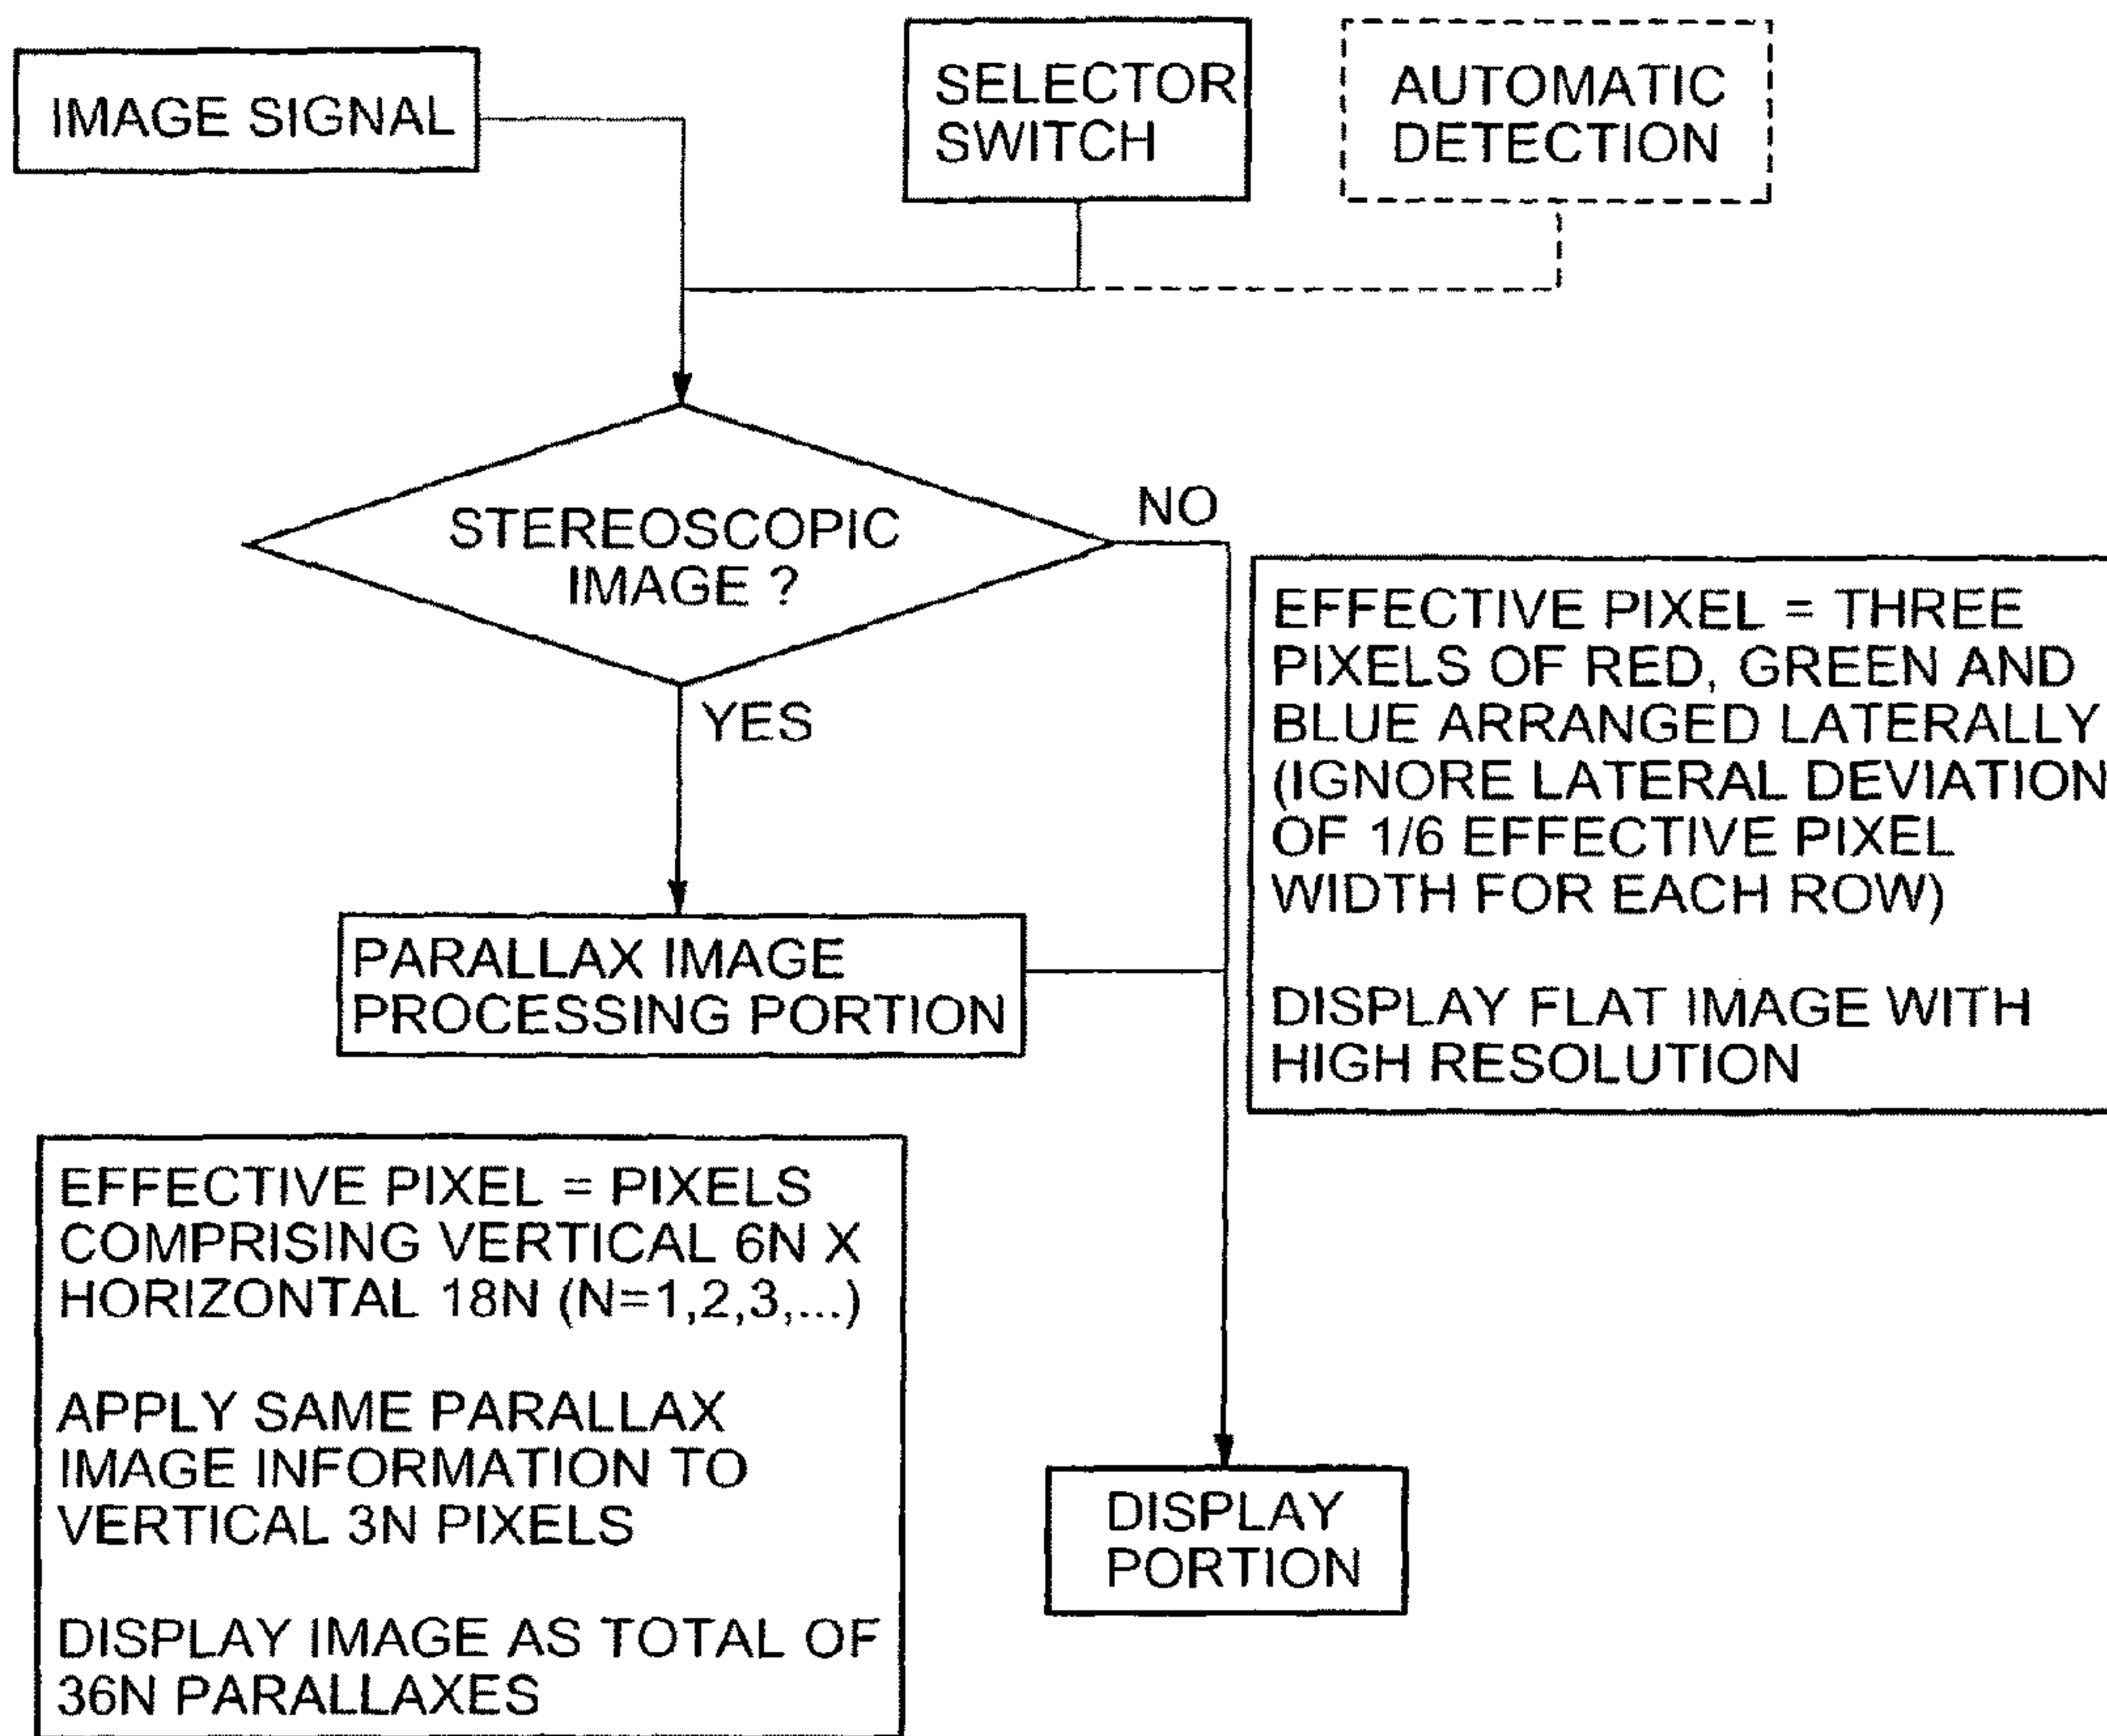 IMAGE SIGNAL
SELECTOR
SWITCH
AUTOMATIC
DETECTION
STEREOSCOPIC
IMAGE ?
NO
YES
EFFECTIVE PIXEL = THREE
PIXELS OF RED, GREEN AND
BLUE ARRANGED LATERALLY
(IGNORE LATERAL DEVIATION
OF 1/6 EFFECTIVE PIXEL
WIDTH FOR EACH ROW)
DISPLAY FLAT IMAGE WITH
HIGH RESOLUTION
PARALLAX IMAGE
PROCESSING PORTION
EFFECTIVE PIXEL = PIXELS
COMPRISING VERTICAL 6N X
HORIZONTAL 18N (N=1,2,3,...)
APPLY SAME PARALLAX
IMAGE INFORMATION TO
VERTICAL 3N PIXELS
DISPLAY IMAGE AS TOTAL OF
36N PARALLAXES
DISPLAY
PORTION